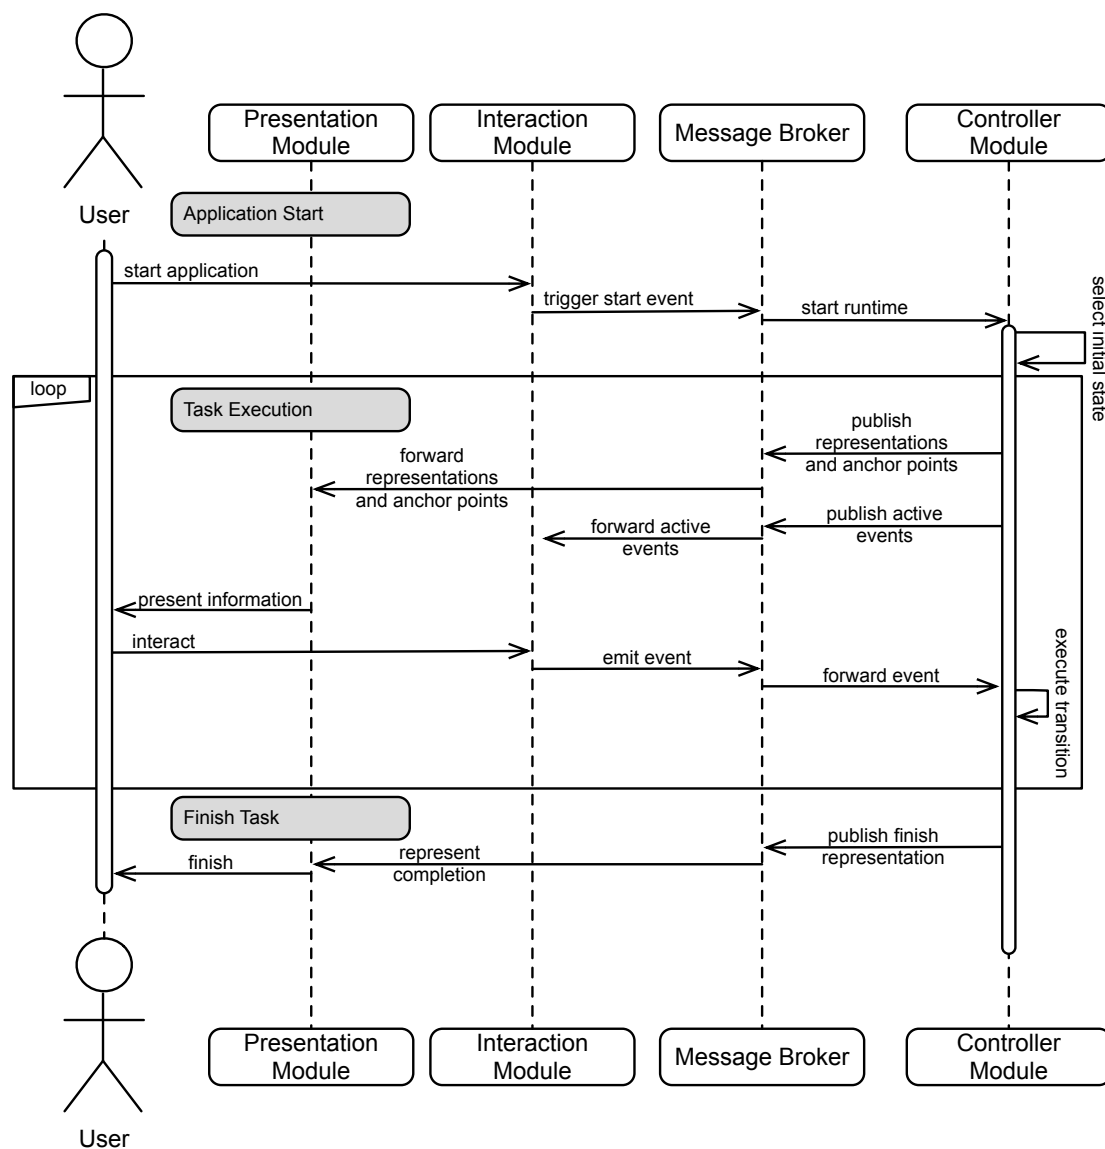 Presentation
Module
Interaction
Module
Message Broker
Controller
Module
User
Application Start
start application
trigger start event
start runtime
select initial state
loop
Task Execution
publish
representations
and anchor points
forward
representations
and anchor points
publish active
events
forward active
events
present information
interact
emit event
forward event
execute transition
Finish Task
publish finish
representation
represent
completion
finish
Presentation
Module
Interaction
Module
Message Broker
Controller
Module
User